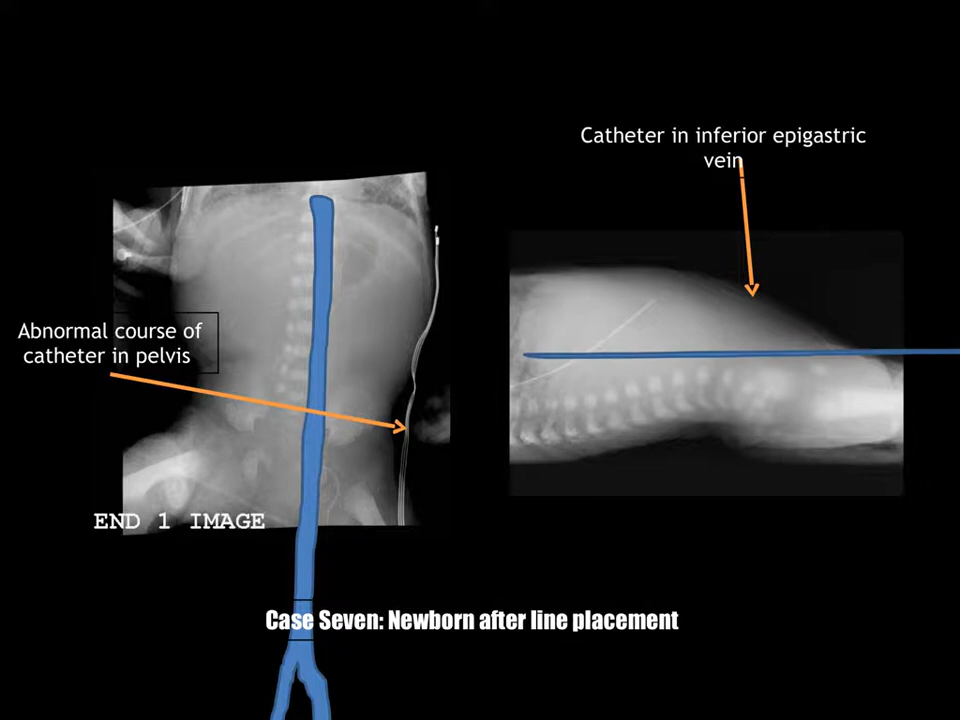 Catheter in inferior epigastric
vein
Abnormal course of
catheter in pelvis
END 1 IMAGE
Case Seven: Newborn after line placement